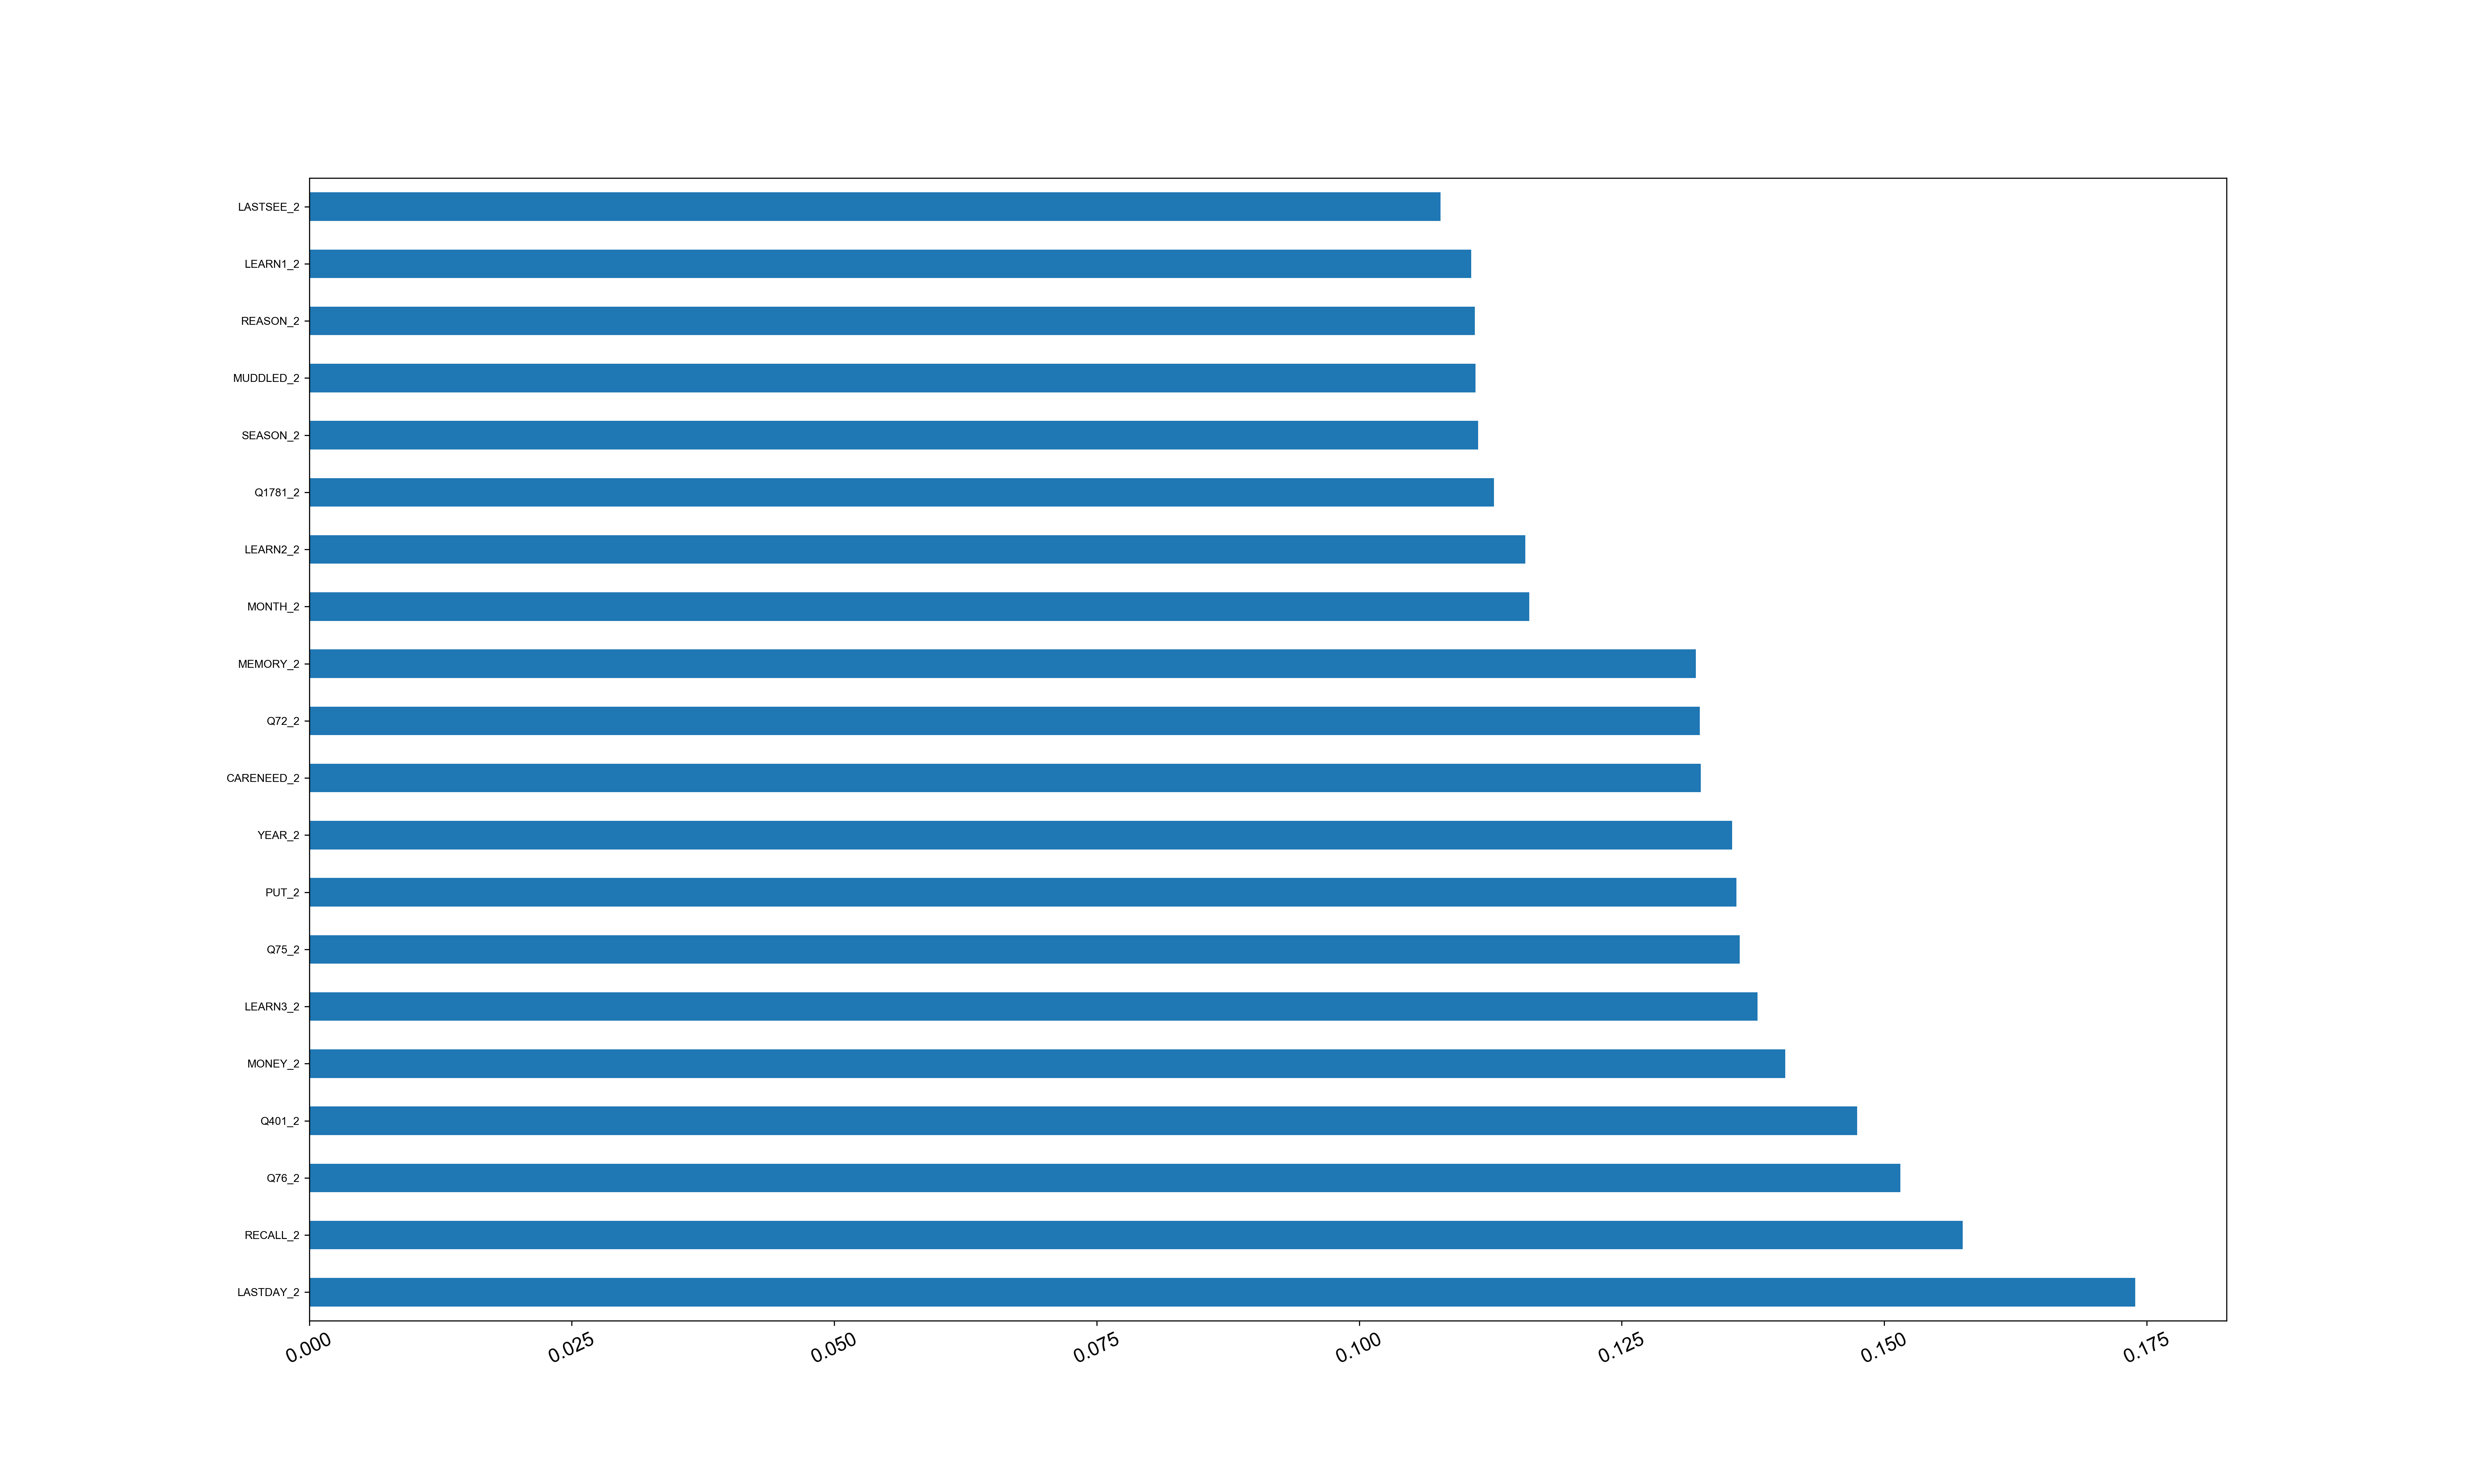 LASTSEE_2
LEARN1_2
REASON_2
MUDDLED_2
SEASON_2
Q1781_2
LEARN2_2
MONTH_2
MEMORY_2
Q72_2
CARENEED_2
YEAR_2
PUT_2
Q75_2
LEARN3_2
MONEY_2
Q401_2
Q76_2
RECALL_2
LASTDAY_2
0.000 0.025 0.050 0.075 0.100 0.125 0.150 0.175